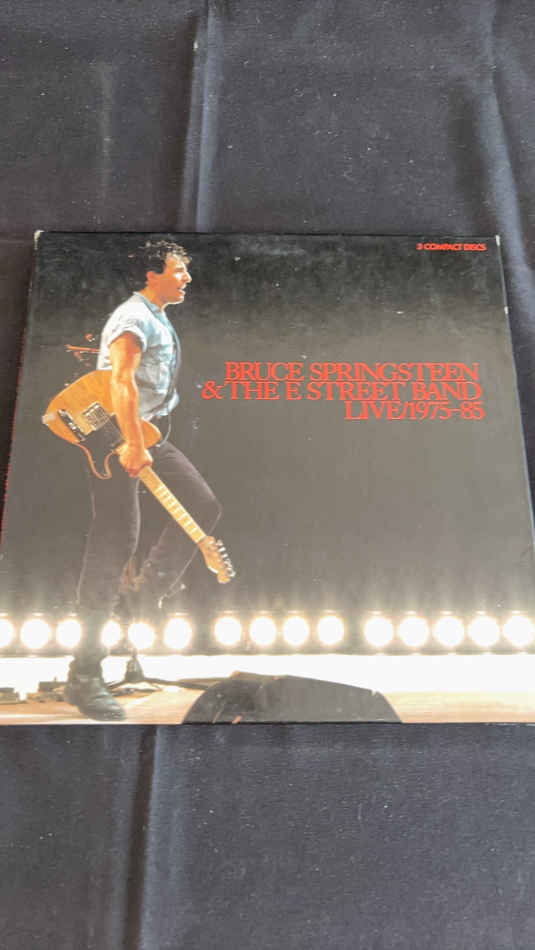 3 COMPACT DISCS
BRUCE SPRINGSTEEN
& THE E STREET BAND
LIVE/1975-85